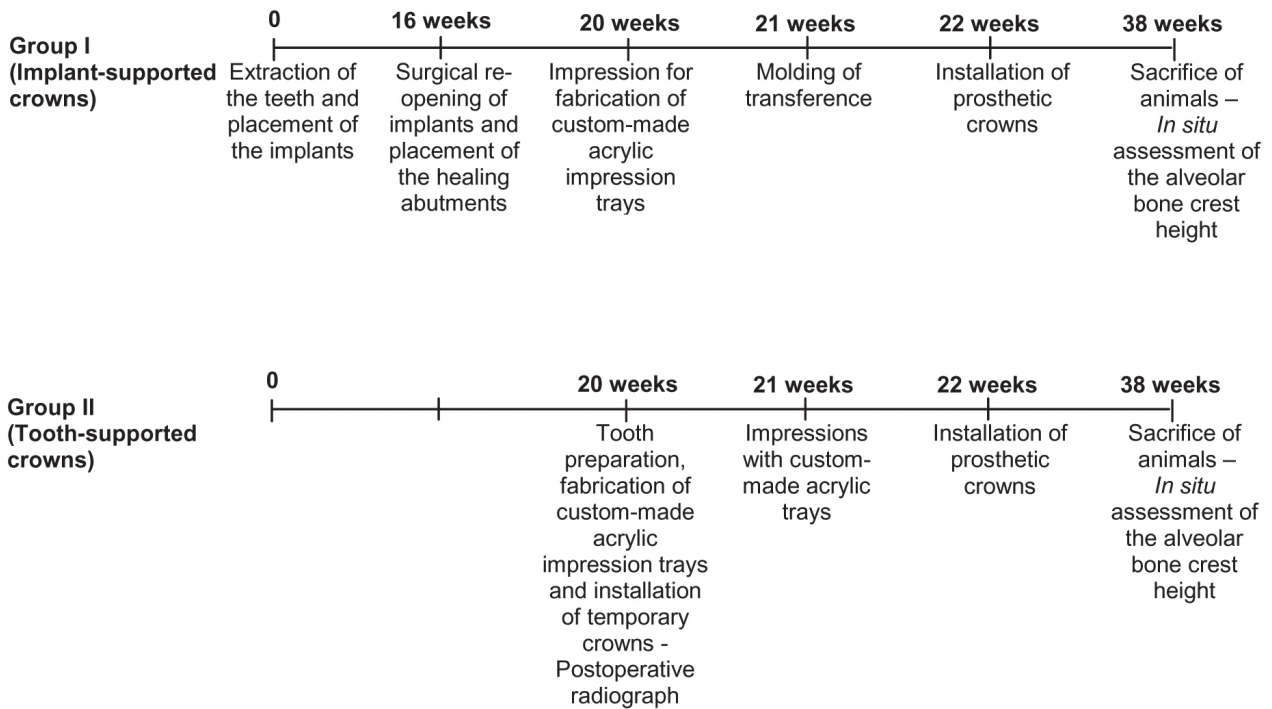 0
16 weeks
20 weeks
21 weeks
22 weeks
38 weeks
Group I
(Implant-supported
crowns)
Extraction of
the teeth and
placement of
the implants
Surgical re-
opening of
implants and
placement of
the healing
abutments
Impression for
fabrication of
custom-made
acrylic
impression
trays
Molding of
transference
Installation of
prosthetic
crowns
Sacrifice of
animals –
In situ
assessment of
the alveolar
bone crest
height
0
20 weeks
21 weeks
22 weeks
38 weeks
Group II
(Tooth-supported
crowns)
Tooth
preparation,
fabrication of
custom-made
acrylic
impression trays
and installation
of temporary
crowns -
Postoperative
radiograph
Impressions
with custom-
made acrylic
trays
Installation of
prosthetic
crowns
Sacrifice of
animals –
In situ
assessment of
the alveolar
bone crest
height